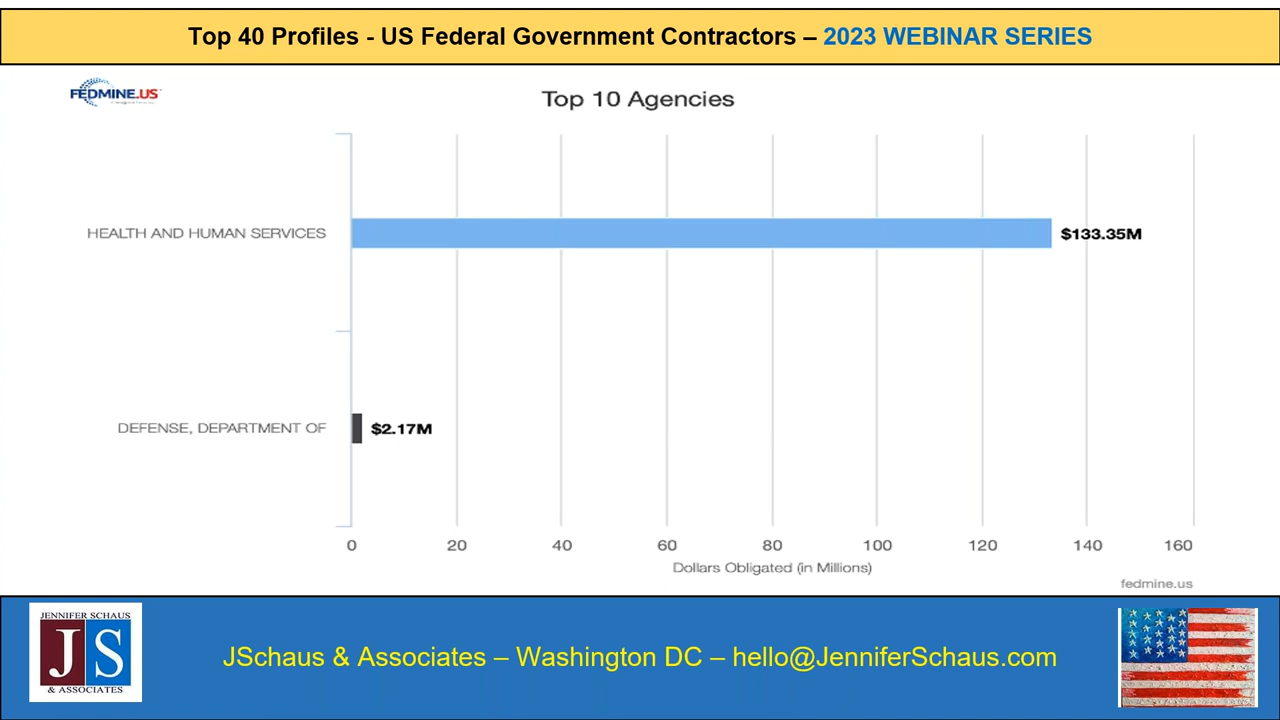 Top 40 Profiles - US Federal Government Contractors – 2023 WEBINAR SERIES
FEDMINE.US
Top 10 Agencies
HEALTH AND HUMAN SERVICES
$133.35M
DEFENSE, DEPARTMENT OF
$2.17M
0 20 40 60 80 100 120 140 160
Dollars Obligated (in Millions)
fedmine.us
JENNIFER SCHAUS
JS
& ASSOCIATES
JSchaus & Associates – Washington DC – hello@JenniferSchaus.com